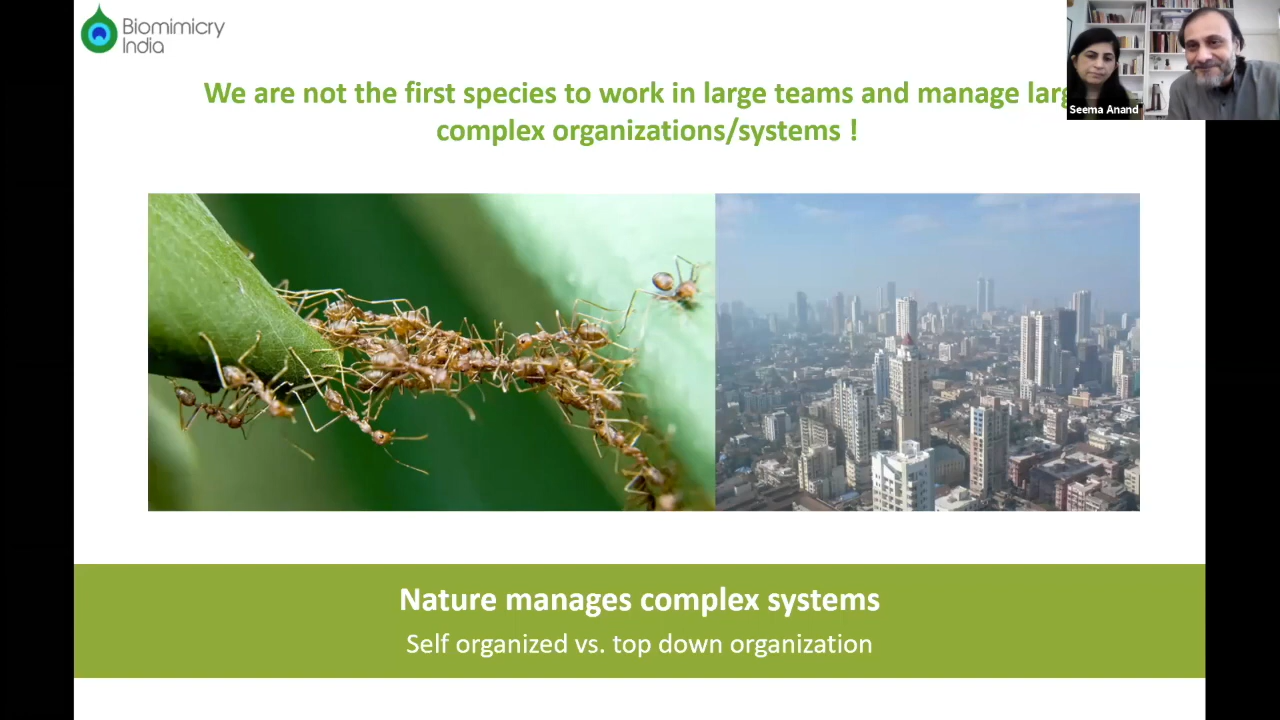 Biomimicry
India
We are not the first species to work in large teams and manage larg
complex organizations/systems !
Seema Anand
Nature manages complex systems
Self organized vs. top down organization